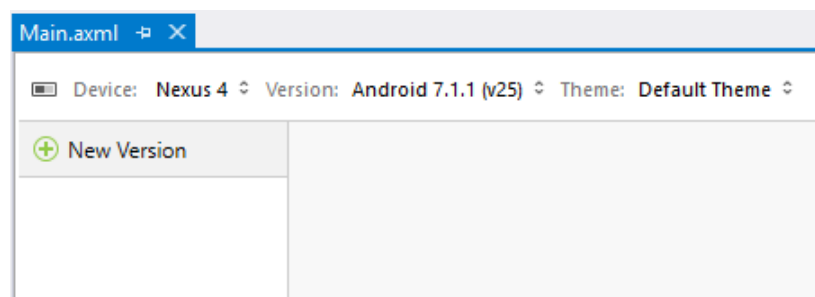 Main.axml
Device: Nexus 4 Version: Android 7.1.1 (v25) Theme: Default Theme
New Version